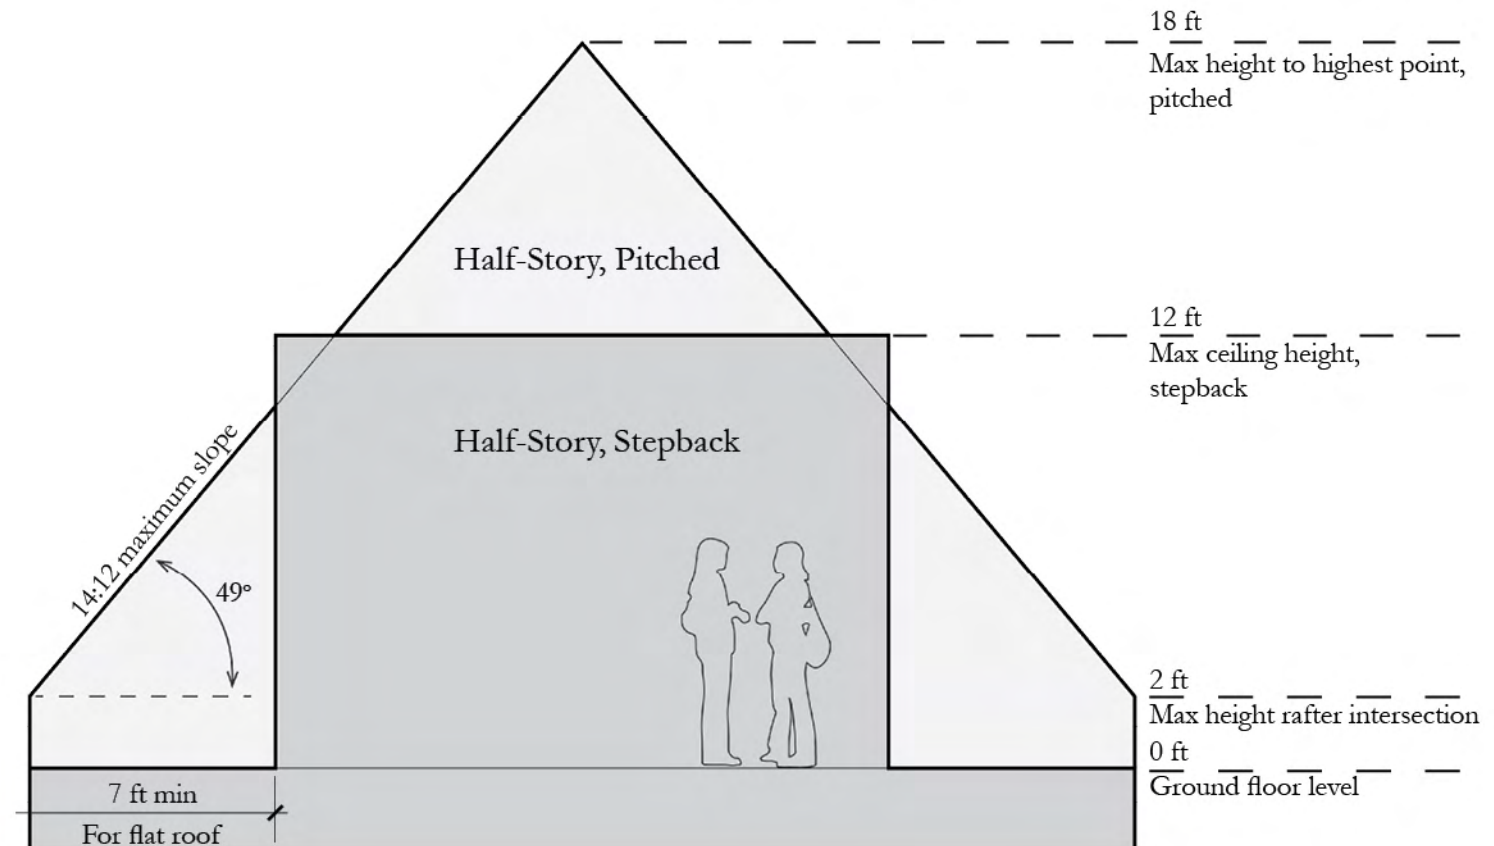 18 ft
Max height to highest point,
pitched
Half-Story, Pitched
12 ft
Max ceiling height,
stepback
Half-Story, Stepback
14:12 maximum slope
49°
2 ft
Max height rafter intersection
0 ft
Ground floor level
7 ft min
For flat roof